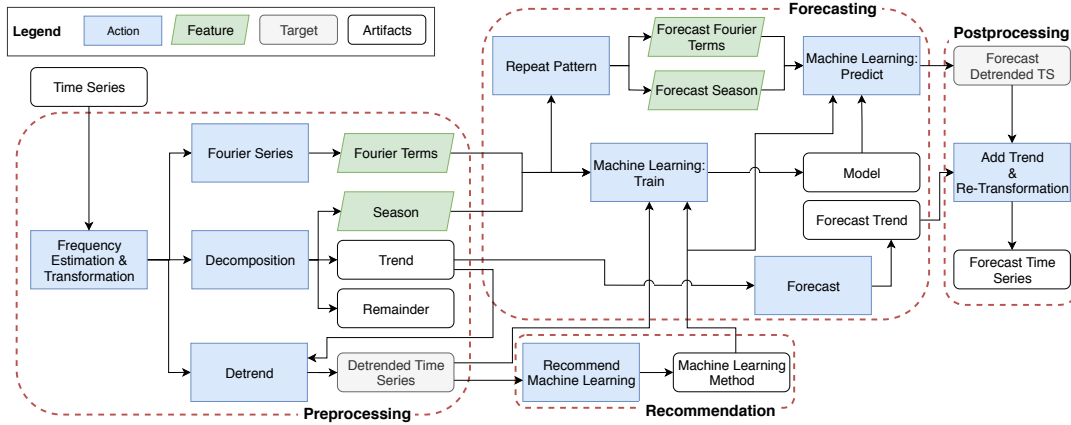 Legend
Action
Feature
Target
Artifacts
Time Series
Frequency
Estimation &
Transformation
Fourier Series
Fourier Terms
Season
Decomposition
Trend
Remainder
Detrend
Detrended Time
Series
Preprocessing
Forecasting
Repeat Pattern
Forecast Fourier
Terms
Forecast Season
Machine Learning:
Predict
Machine Learning:
Train
Model
Forecast Trend
Forecast
Recommend
Machine Learning
Machine Learning
Method
Recommendation
Postprocessing
Forecast
Detrended TS
Add Trend
&
Re-Transformation
Forecast Time
Series